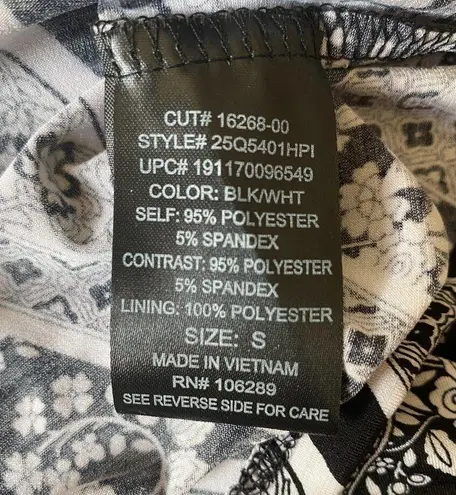 CUT# 16268-00
STYLE# 25Q5401HPI
UPC# 191170096549
COLOR: BLK/WHT
SELF: 95% POLYESTER
5% SPANDEX
CONTRAST: 95% POLYESTER
5% SPANDEX
LINING: 100% POLYESTER
SIZE: S
MADE IN VIETNAM
RN# 106289
SEE REVERSE SIDE FOR CARE